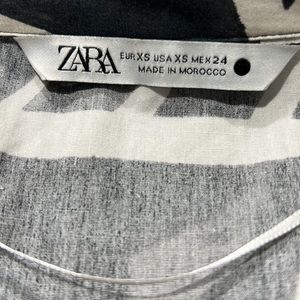 ZARA
EUR XS USA XS MEX 24
MADE IN MOROCCO